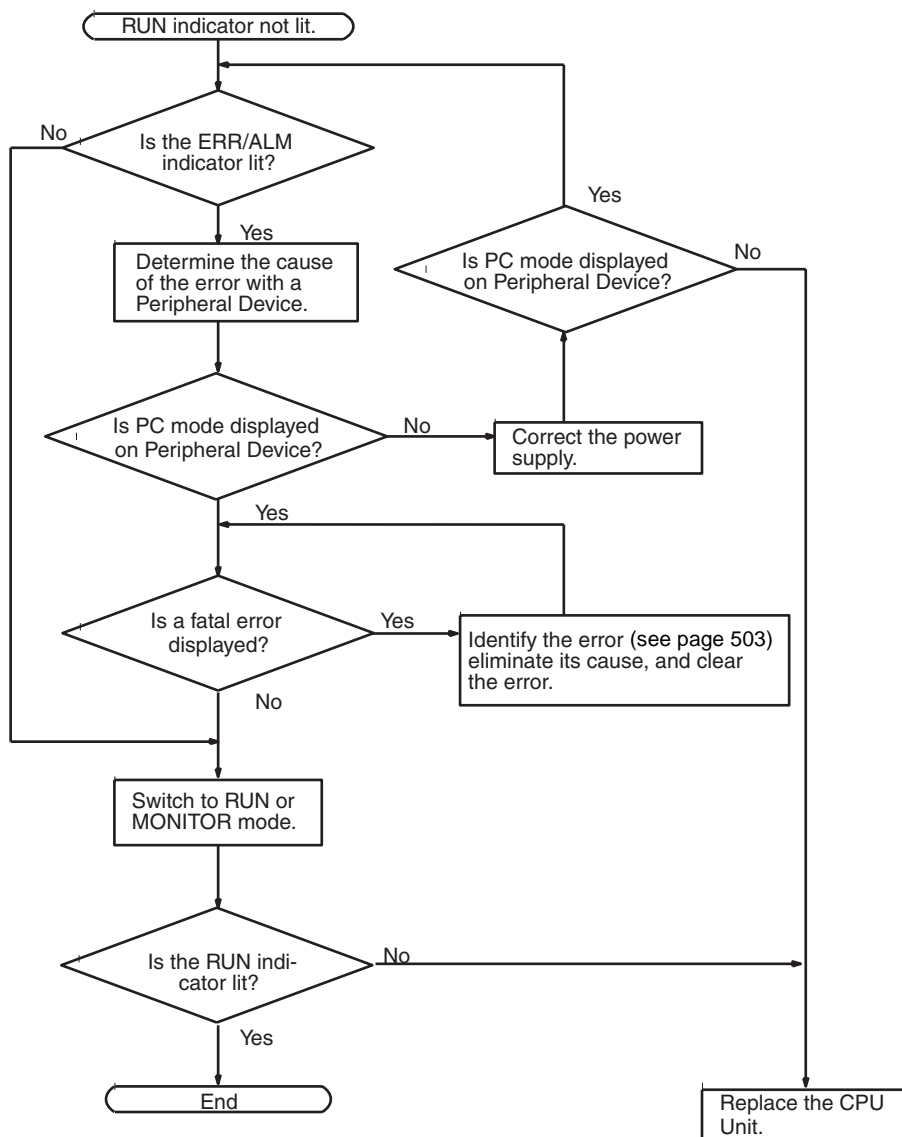 RUN indicator not lit.
No
Is the ERR/ALM
indicator lit?
Yes
Determine the cause
of the error with a
Peripheral Device.
Yes
Is PC mode displayed
on Peripheral Device?
No
Is PC mode displayed
on Peripheral Device?
No
Correct the power
supply.
Yes
Is a fatal error
displayed?
Yes
Identify the error (see page 503)
eliminate its cause, and clear
the error.
No
Switch to RUN or
MONITOR mode.
Is the RUN indi-
cator lit?
No
Yes
End
Replace the CPU
Unit.